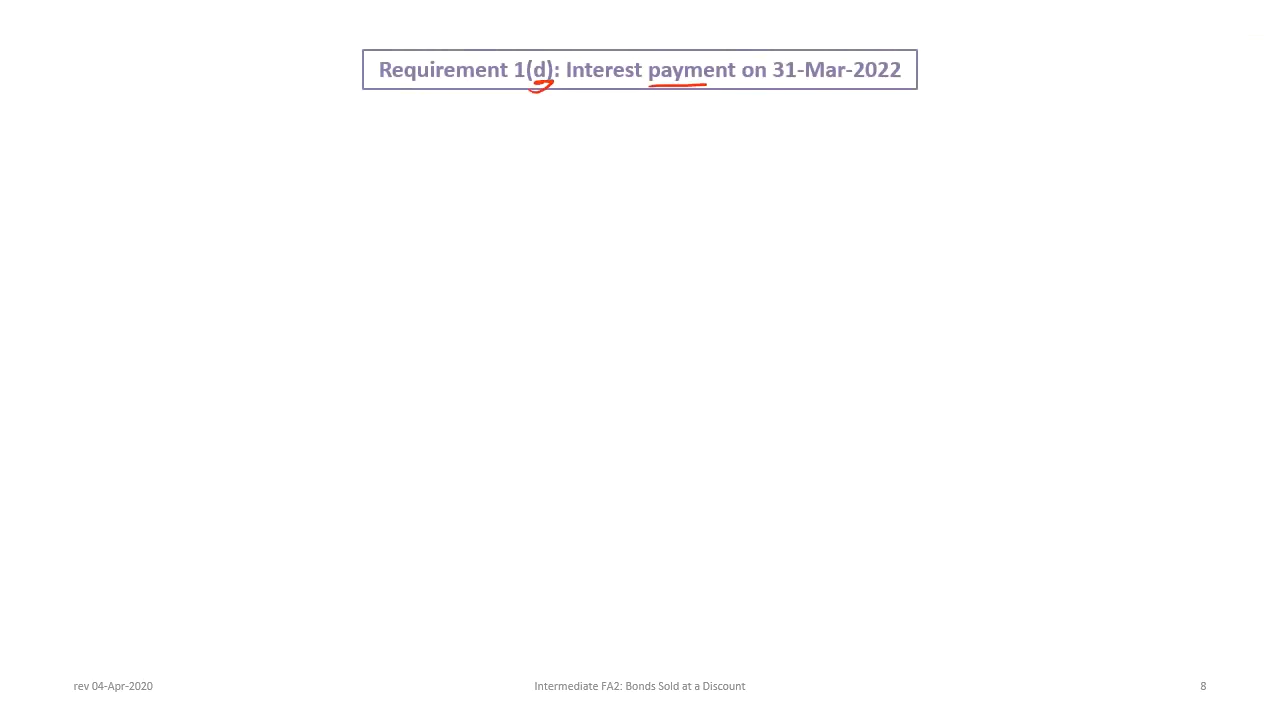 Requirement 1(d): Interest payment on 31-Mar-2022
rev 04-Apr-2020
Intermediate FA2: Bonds Sold at a Discount
8